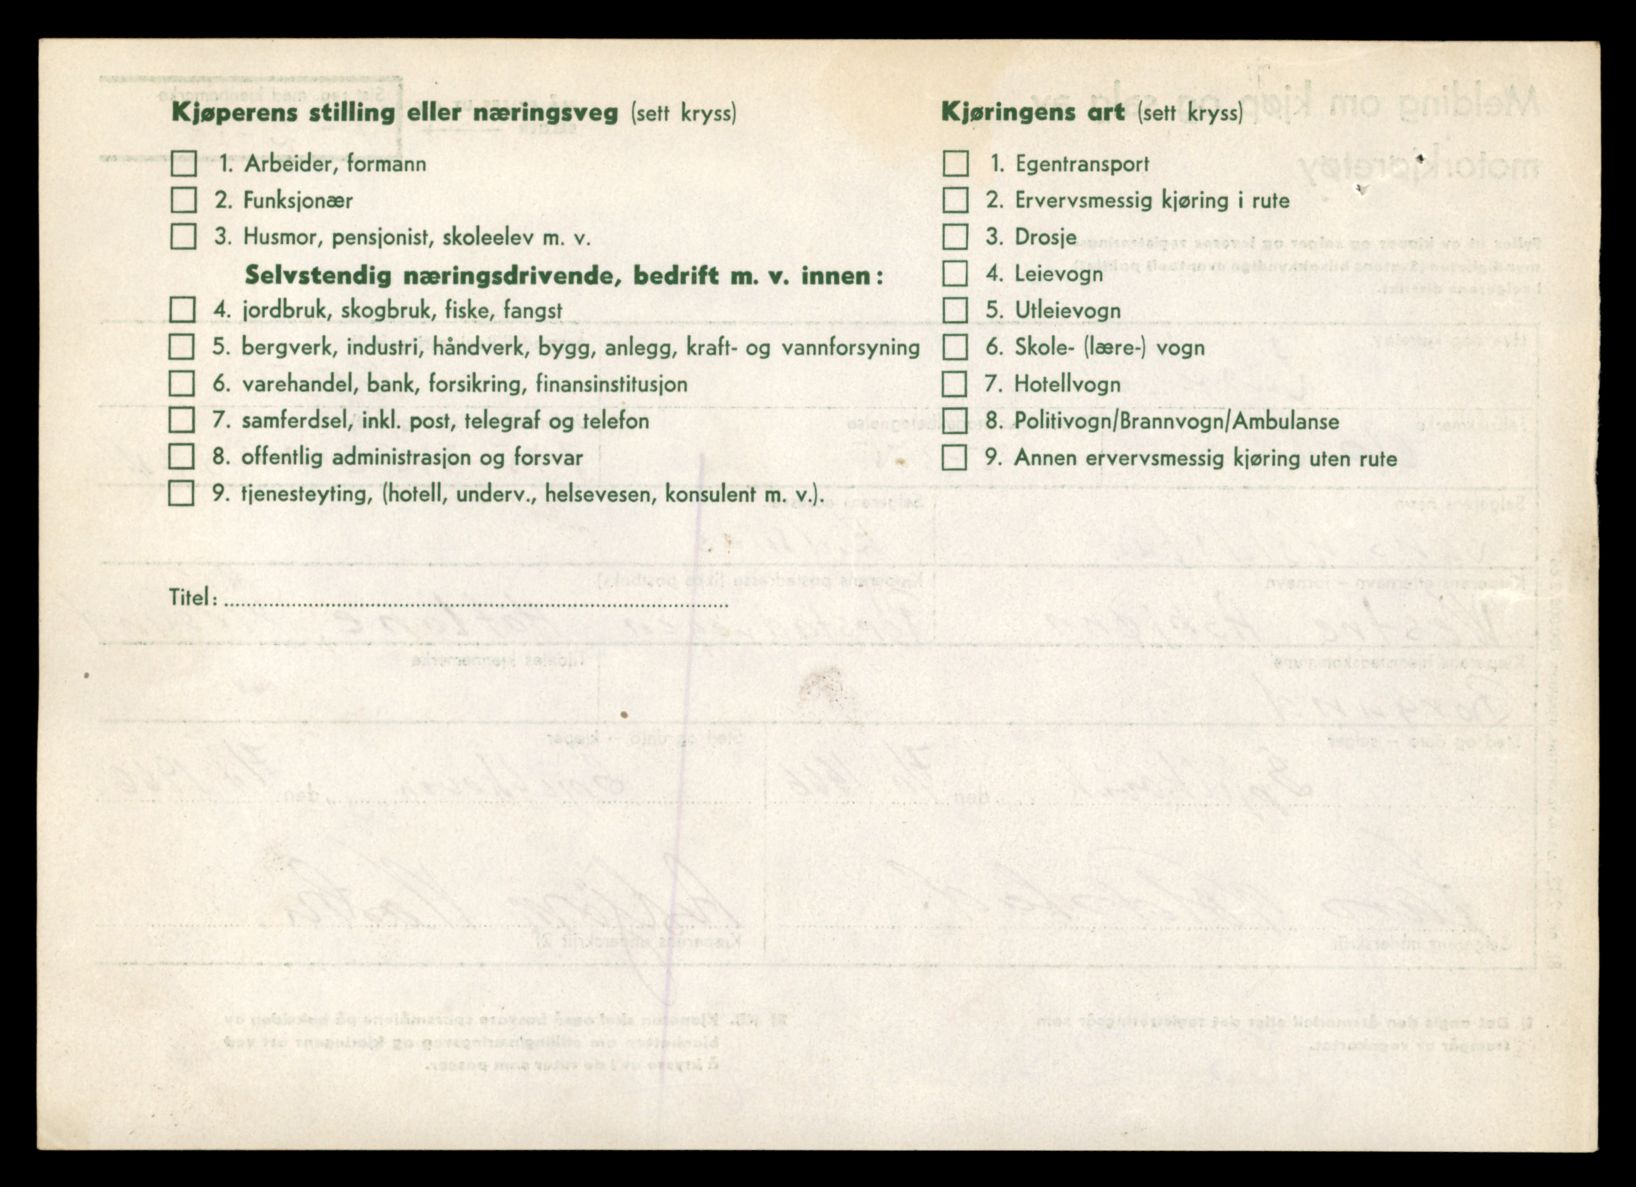 Kjøperens stilling eller næringsveg (sett kryss)
1. Arbeider, formann
2. Funksjonær
3. Husmor, pensjonist, skoleelev m. v.
Selvstendig næringsdrivende, bedrift m. v. innen:
4. jordbruk, skogbruk, fiske, fangst
5. bergverk, industri, håndverk, bygg, anlegg, kraft- og vannforsyning
6. varehandel, bank, forsikring, finansinstitusjon
7. samferdsel, inkl. post, telegraf og telefon
8. offentlig administrasjon og forsvar
9. tjenesteyting, (hotell, underv., helsevesen, konsulent m. v.).
Titel:
Kjøringens art (sett kryss)
1. Egentransport
2. Ervervsmessig kjøring i rute
3. Drosje
4. Leievogn
5. Utleievogn
6. Skole- (lære-) vogn
7. Hotellvogn
8. Politivogn/Brannvogn/Ambulanse
9. Annen ervervsmessig kjøring uten rute